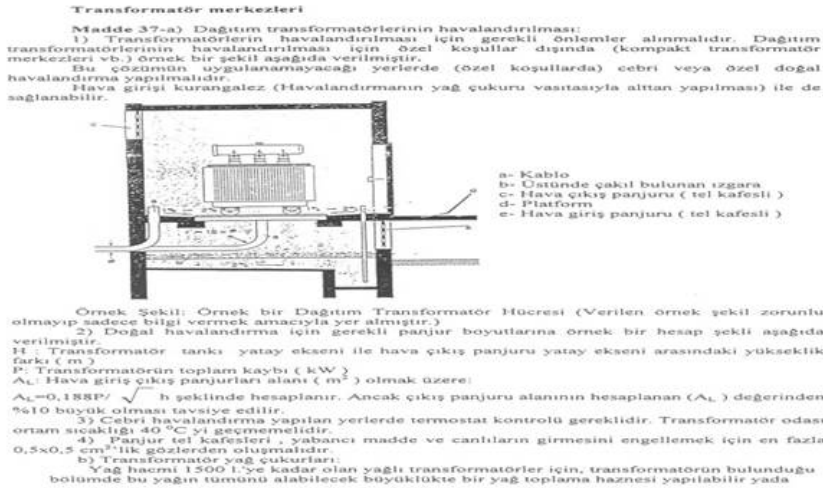 Transformatör merkezleri
Madde 37-a) Dağıtım transformatörlerinin havalandırılması:
1) Transformatörlerin havalandırılması için gerekli önlemler alınmalıdır. Dağıtım
transformatörlerinin havalandırılması için özel koşullar dışında (kompakt transformatör
merkezleri vb.) örnek bir şekil aşağıda verilmiştir.
Bu çözümün uygulanamayacağı yerlerde (özel koşullarda) cebri veya özel doğal
havalandırma yapılmalıdır.
Hava girişi kurangalez (Havalandırmanın yağ çukuru vasıtasıyla alttan yapılması) ile de
sağlanabilir.
a- Kablo
b- Üstünde çakıl bulunan ızgara
c- Hava çıkış panjuru ( tel kafesli )
d- Platform
e- Hava giriş panjuru ( tel kafesli )
Örnek Şekil: Örnek bir Dağıtım Transformatör Hücresi (Verilen örnek şekil zorunlu
olmayıp sadece bilgi vermek amacıyla yer almıştır.)
2) Doğal havalandırma için gerekli panjur boyutlarına örnek bir hesap şekli aşağıda
verilmiştir.
H : Transformatör tankı yatay ekseni ile hava çıkış panjuru yatay ekseni arasındaki yükseklik
farkı ( m )
P: Transformatörün toplam kaybı ( kW )
A_L: Hava giriş çıkış panjurları alanı ( m² ) olmak üzere;
A_L=0,188P/ √ h şeklinde hesaplanır. Ancak çıkış panjuru alanının hesaplanan (A_L ) değerinden
%10 büyük olması tavsiye edilir.
3) Cebri havalandırma yapılan yerlerde termostat kontrolü gereklidir. Transformatör odası
ortam sıcaklığı 40 °C yi geçmemelidir.
4) Panjur tel kafesleri , yabancı madde ve canlıların girmesini engellemek için en fazla
0,5x0,5 cm²'lik gözlerden oluşmalıdır.
b) Transformatör yağ çukurları:
Yağ hacmi 1500 l.'ye kadar olan yağlı transformatörler için, transformatörün bulunduğu
bölümde bu yağın tümünü alabilecek büyüklükte bir yağ toplama haznesi yapılabilir yada